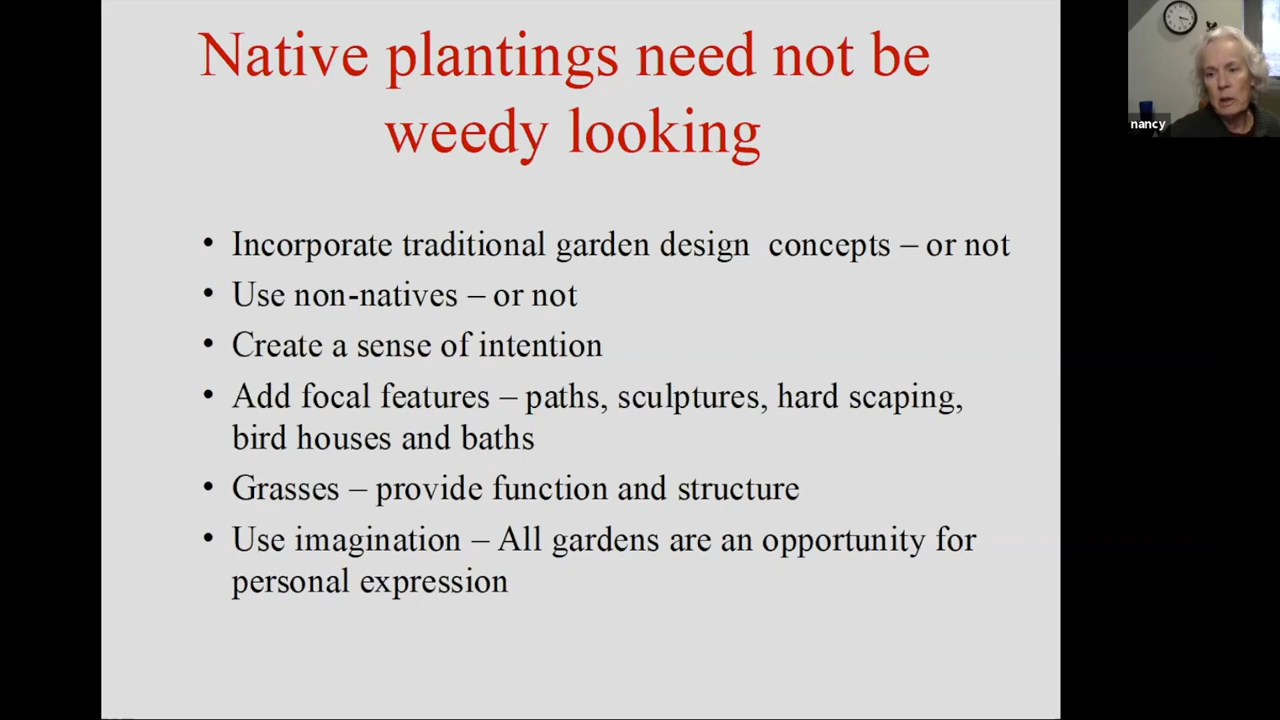 Native plantings need not be
weedy looking
nancy
• Incorporate traditional garden design  concepts – or not
• Use non-natives – or not
• Create a sense of intention
• Add focal features – paths, sculptures, hard scaping,
bird houses and baths
• Grasses – provide function and structure
• Use imagination – All gardens are an opportunity for
personal expression